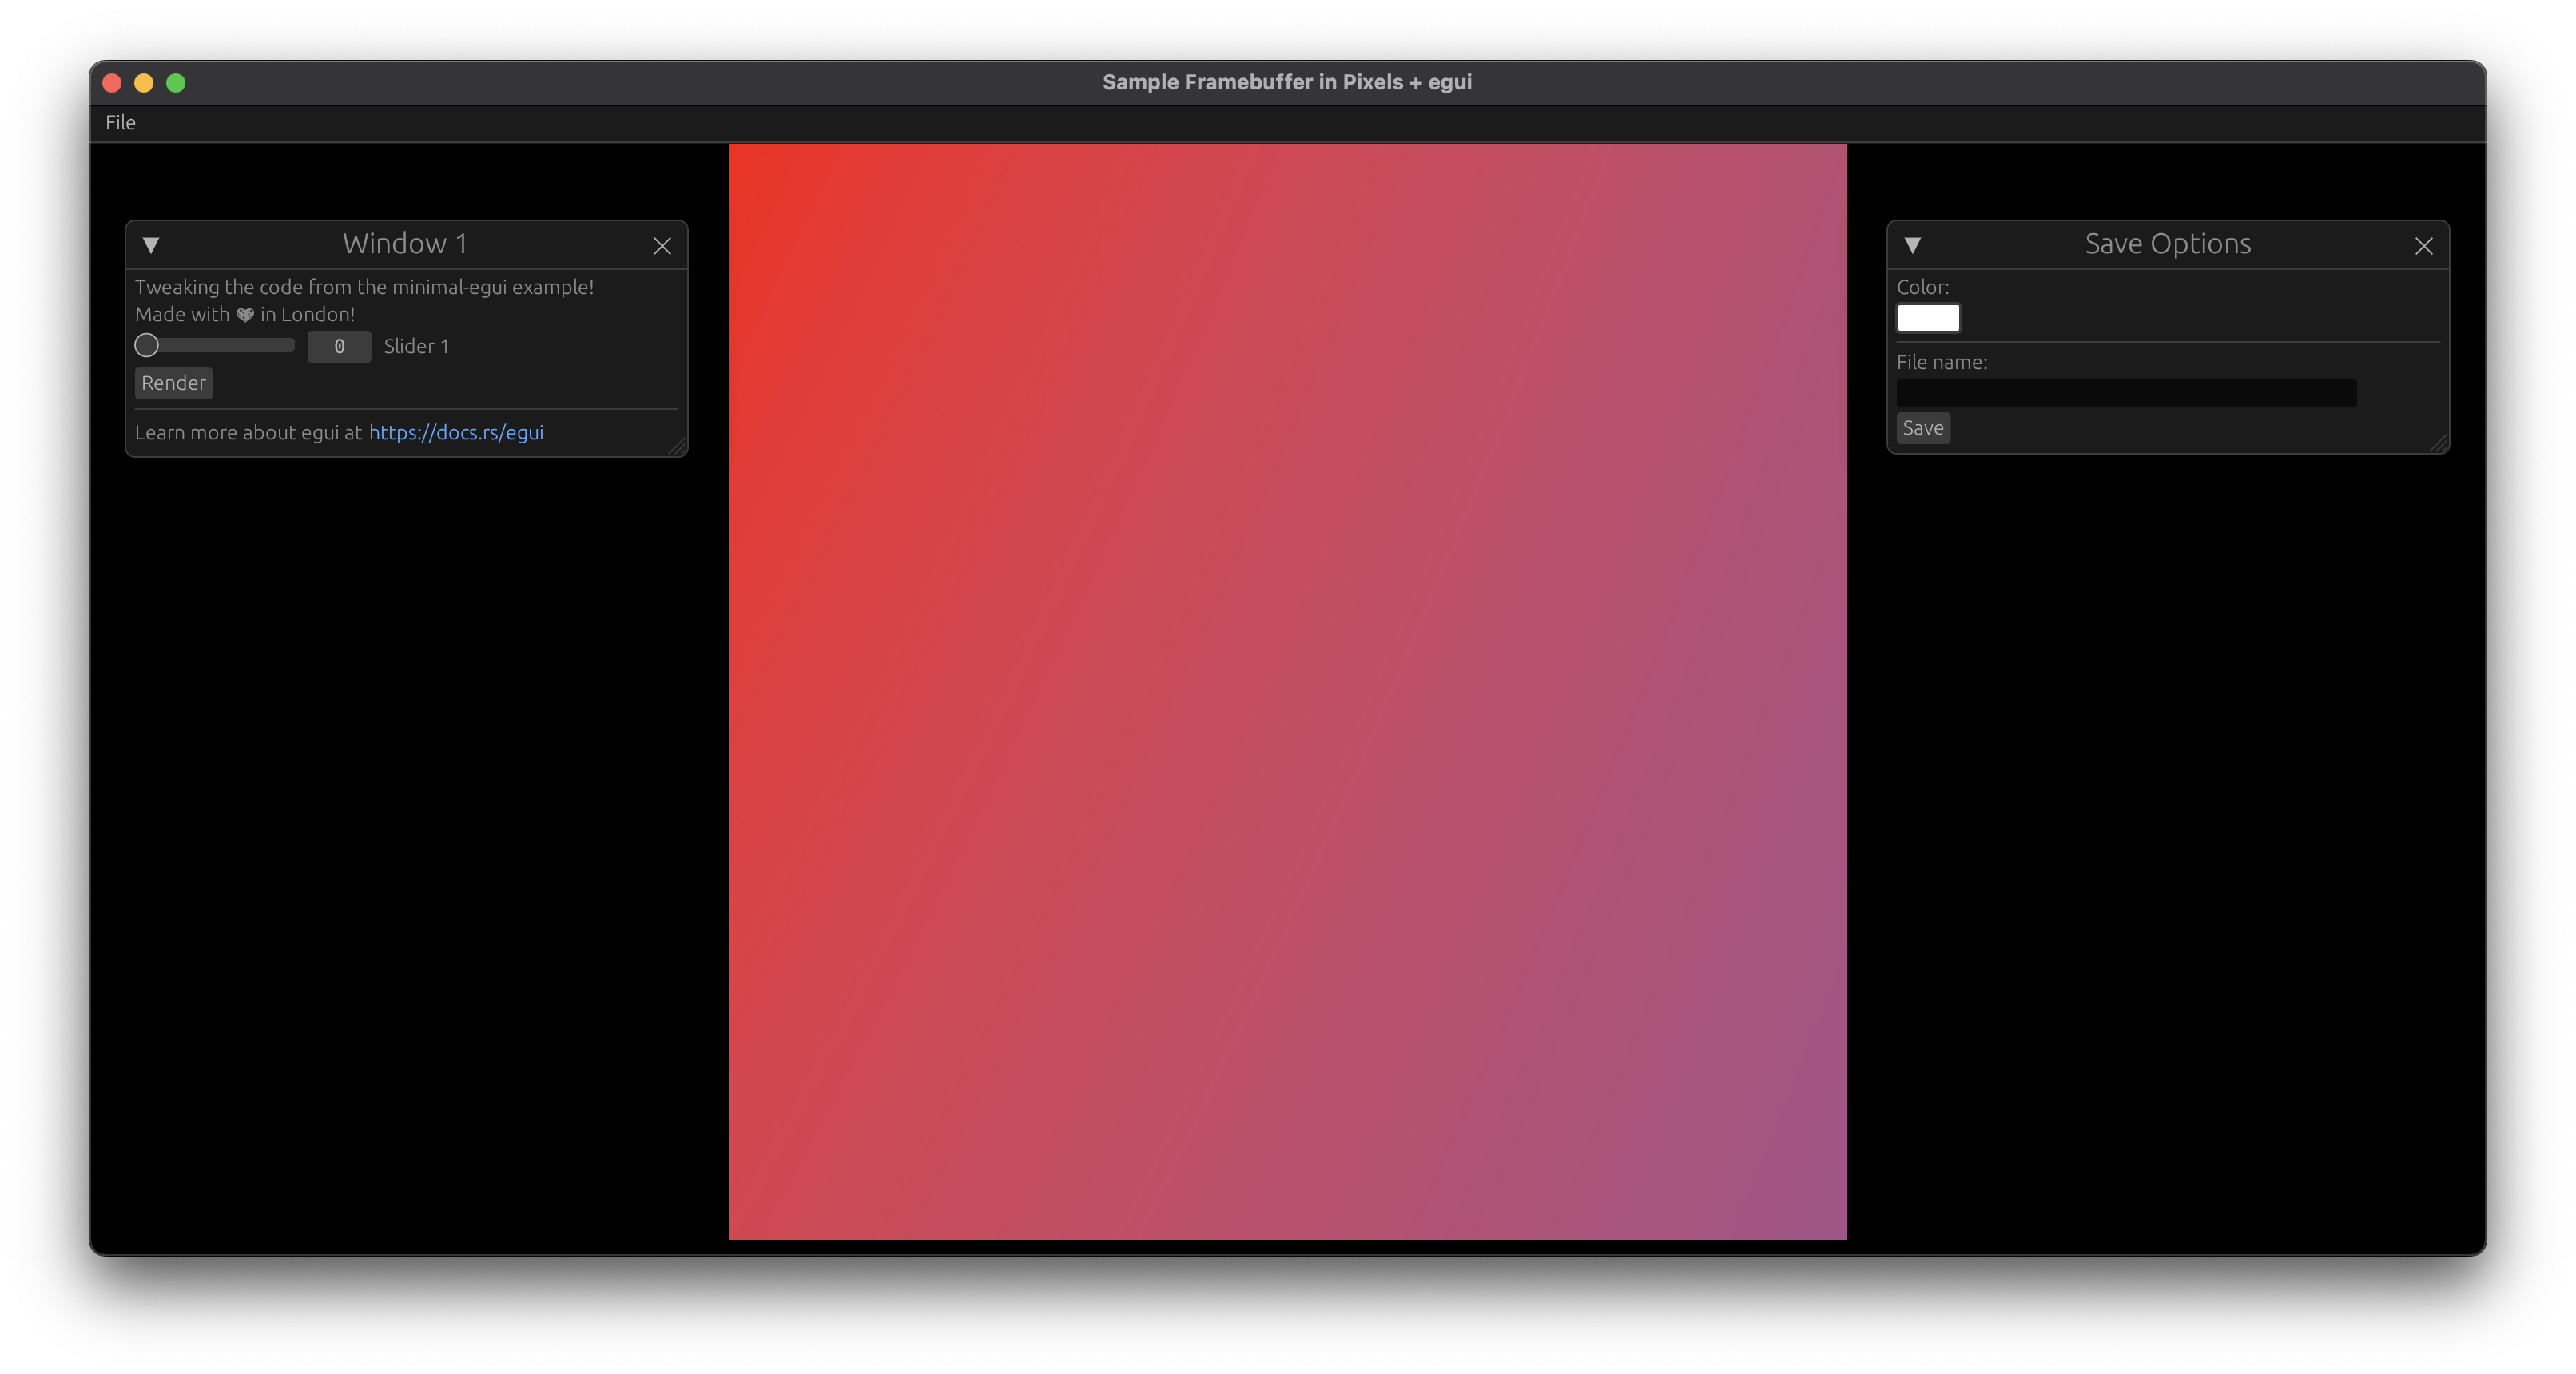 Sample Framebuffer in Pixels + egui
File
Window 1
Tweaking the code from the minimal-egui example!
Made with 💖 in London!
0 Slider 1
Render
Learn more about egui at https://docs.rs/egui
Save Options
Color:
File name:
Save